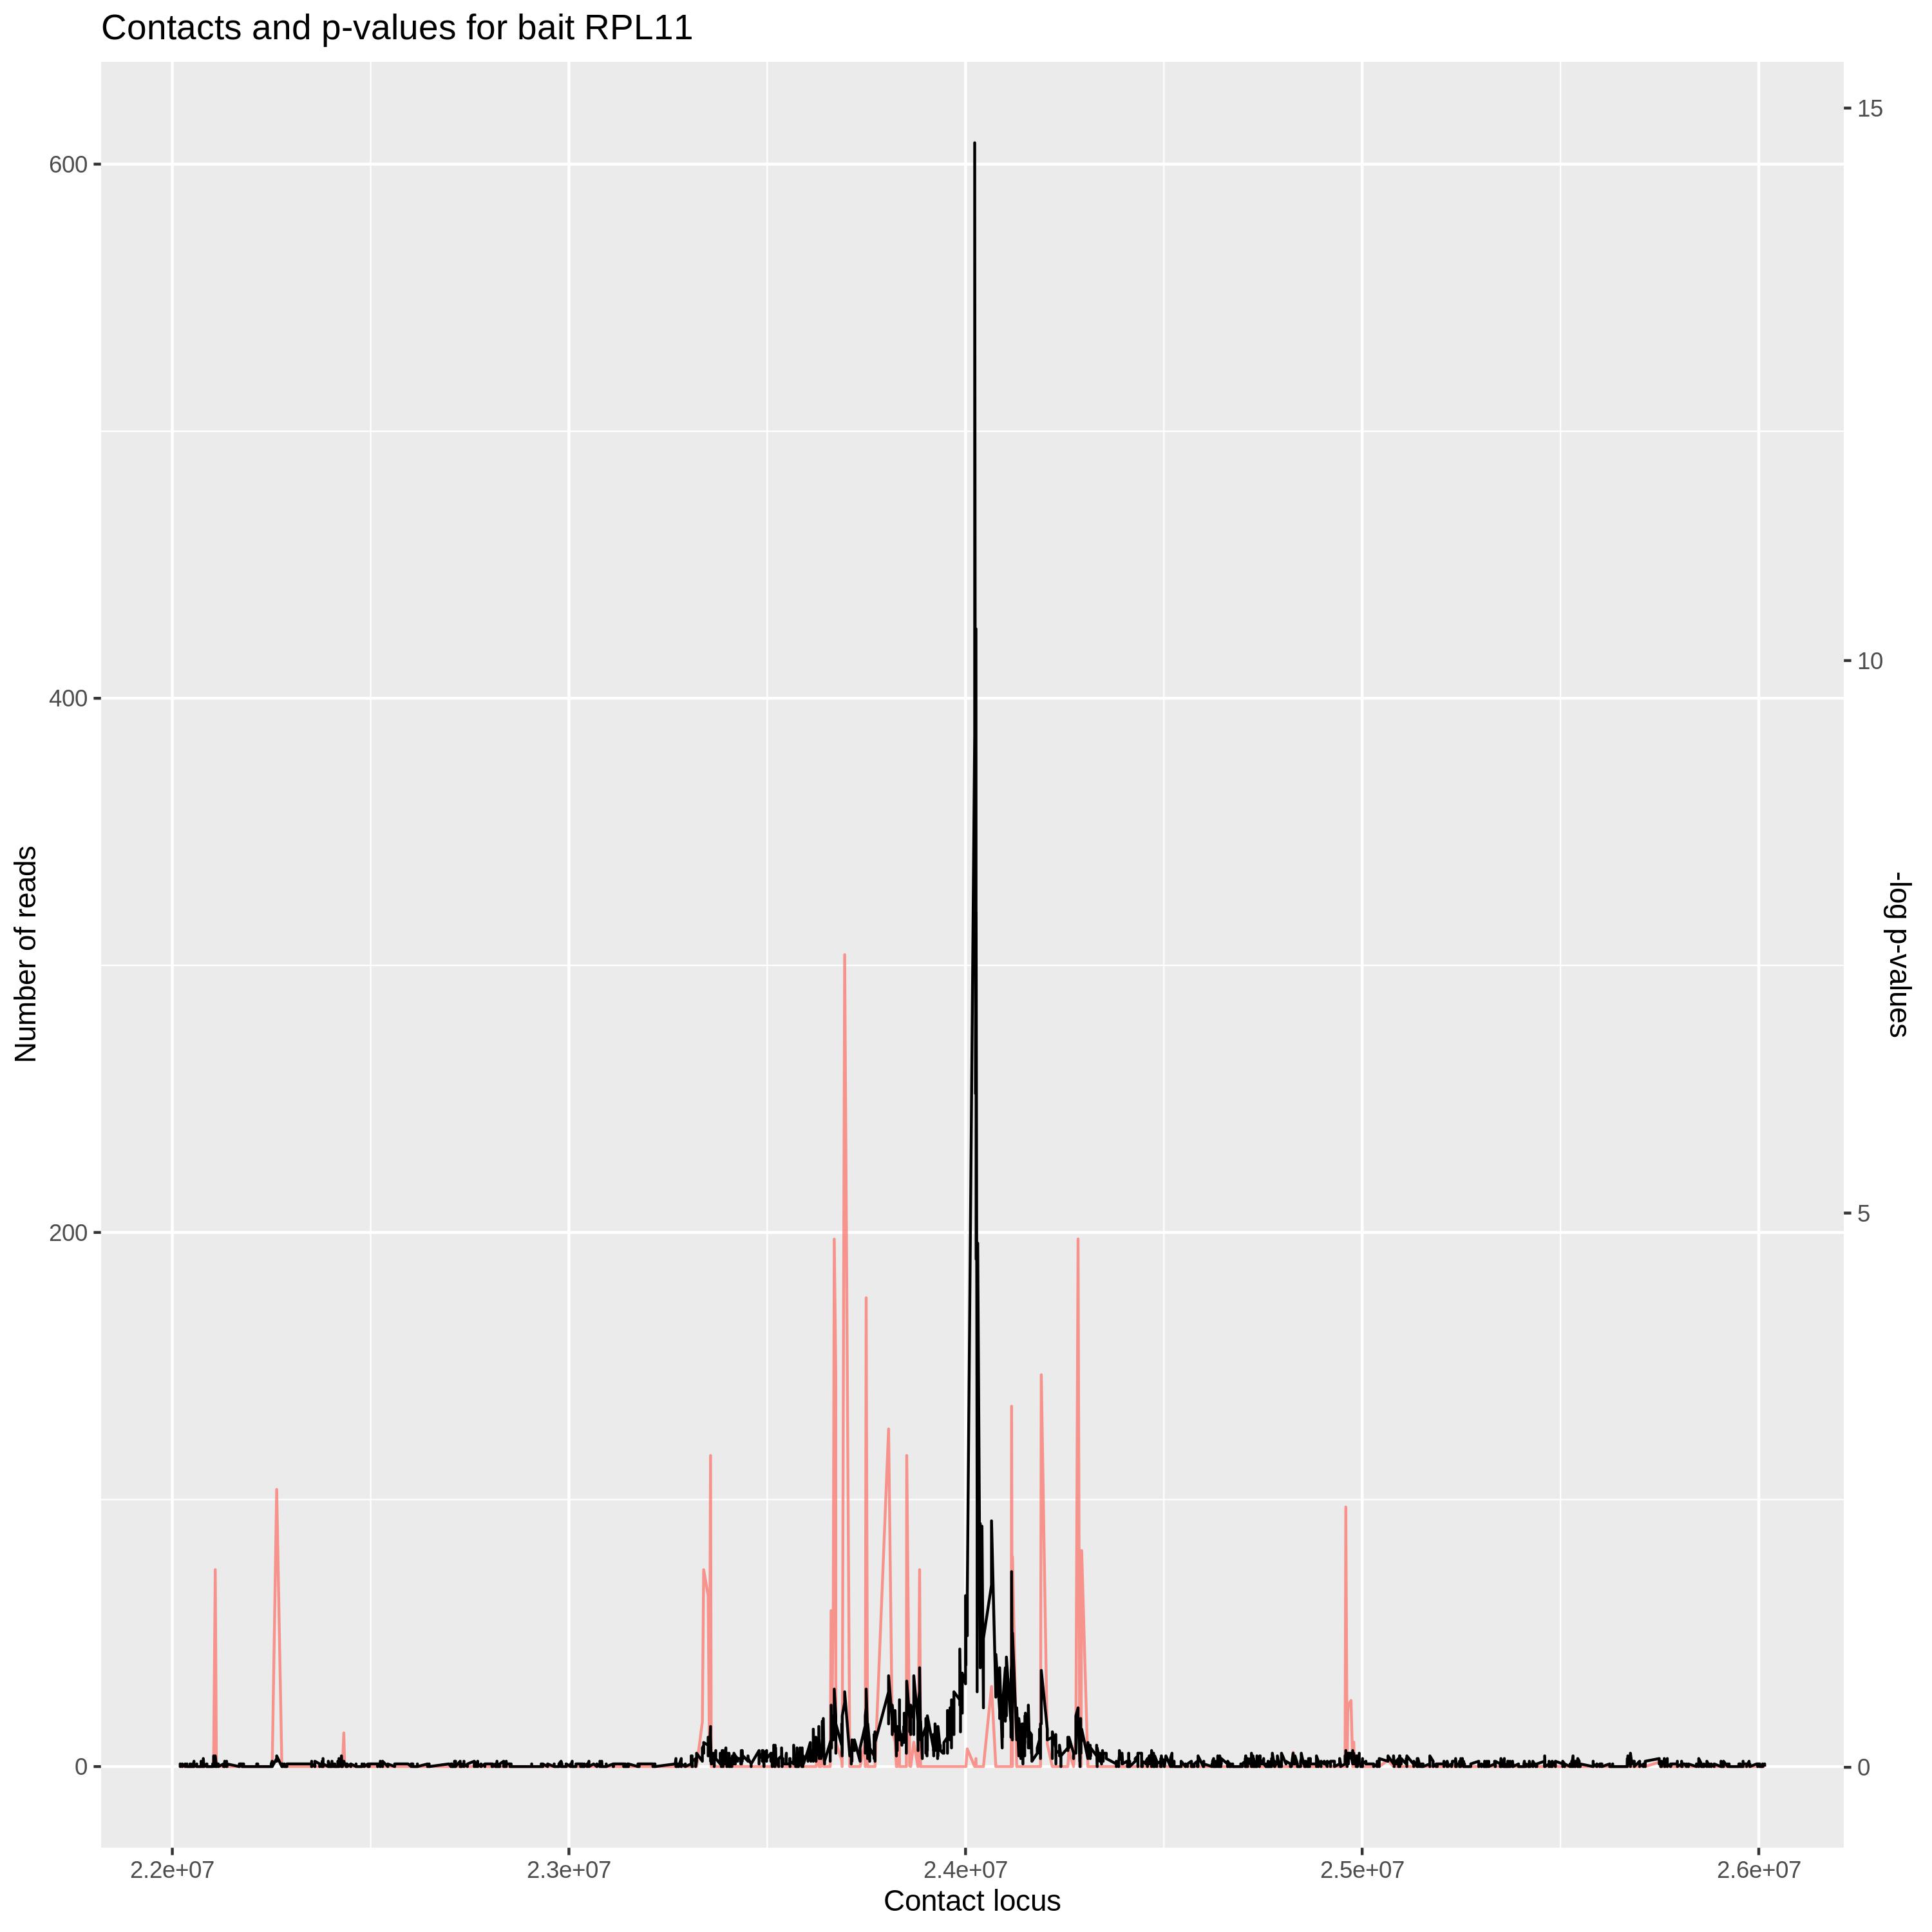 Contacts and p-values for bait RPL11
15
600
10
400
Number of reads
-log p-values
5
200
0
0
2.2e+07 2.3e+07 2.4e+07 2.5e+07 2.6e+07
Contact locus